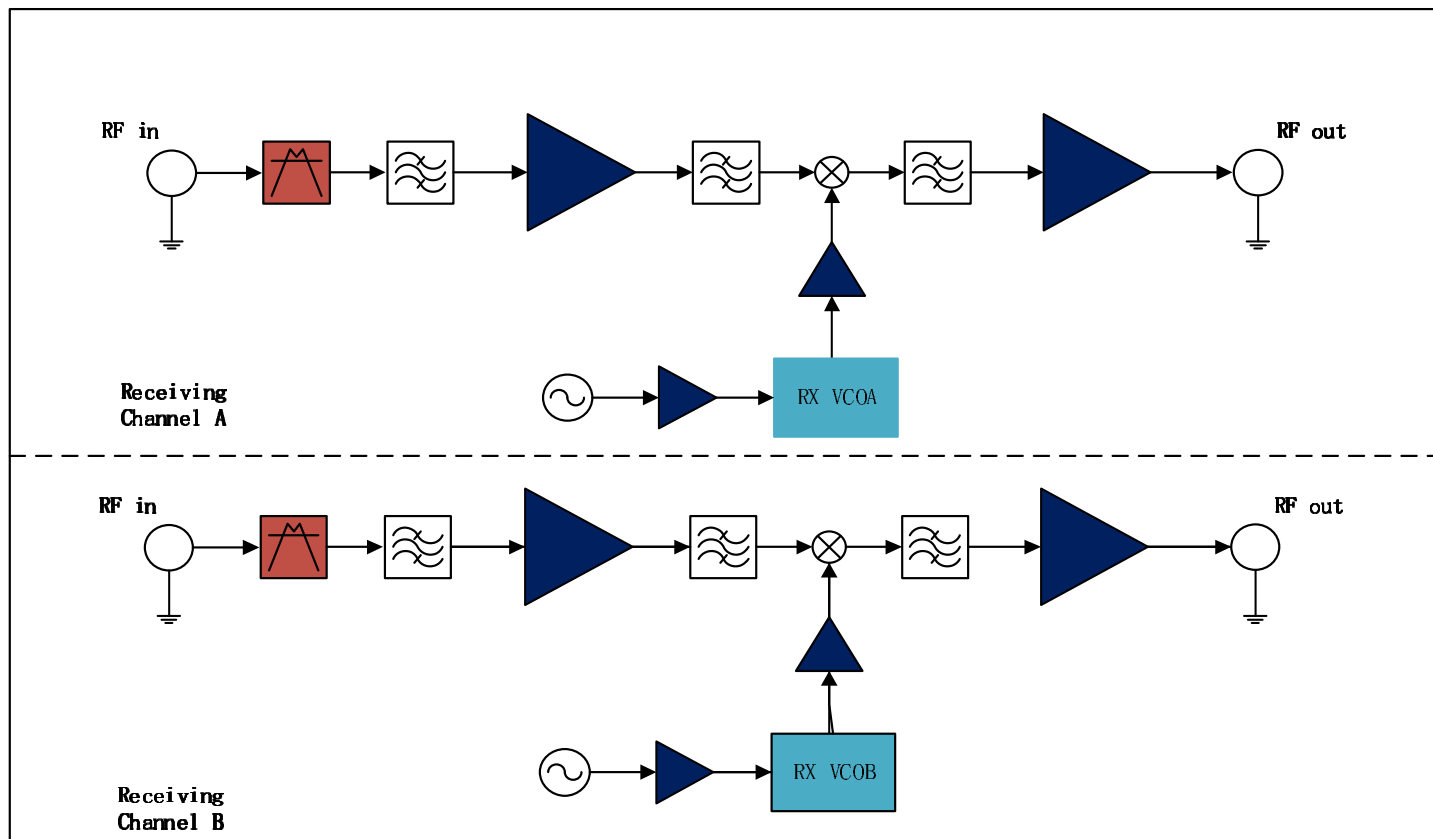 RF in
RF out
RX VCOA
Receiving
Channel A
RF in
RF out
RX VCOB
Receiving
Channel B